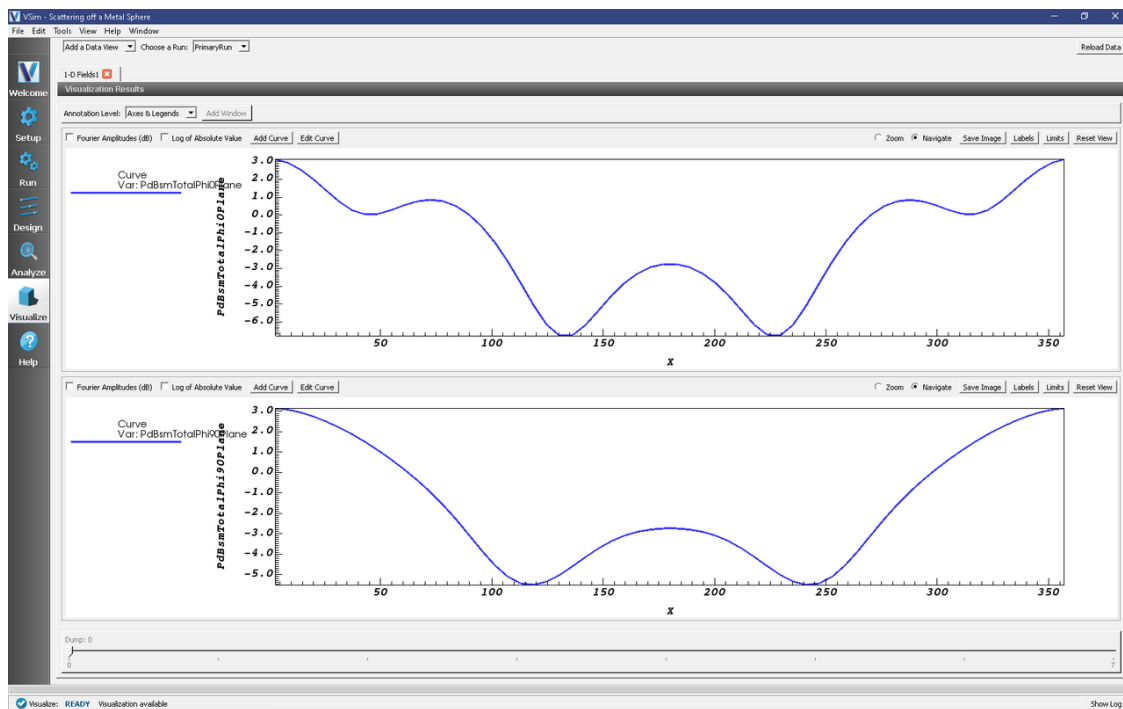 VSim - Scattering off a Metal Sphere
File Edit Tools View Help Window
Add a Data View Choose a Run: PrimaryRun Reload Data
1-D Fields1
Visualization Results
Annotation Level: Axes & Legends Add Window
Welcome
Setup
Run
Design
Analyze
Visualize
Help
Fourier Amplitudes (dB) Log of Absolute Value Add Curve Edit Curve Zoom Navigate Save Image Labels Limits Reset View
Curve
Var: PdBsmTotalPhi0Plane
PdBsmTotalPhi0Plane
3.0
2.0
1.0
0.0
-1.0
-2.0
-3.0
-4.0
-5.0
-6.0
50 100 150 200 250 300 350
X
Fourier Amplitudes (dB) Log of Absolute Value Add Curve Edit Curve Zoom Navigate Save Image Labels Limits Reset View
Curve
Var: PdBsmTotalPhi90Plane
PdBsmTotalPhi90Plane
3.0
2.0
1.0
0.0
-1.0
-2.0
-3.0
-4.0
-5.0
50 100 150 200 250 300 350
X
Dump: 0
0 7
Visualize: READY Visualization available Show Log